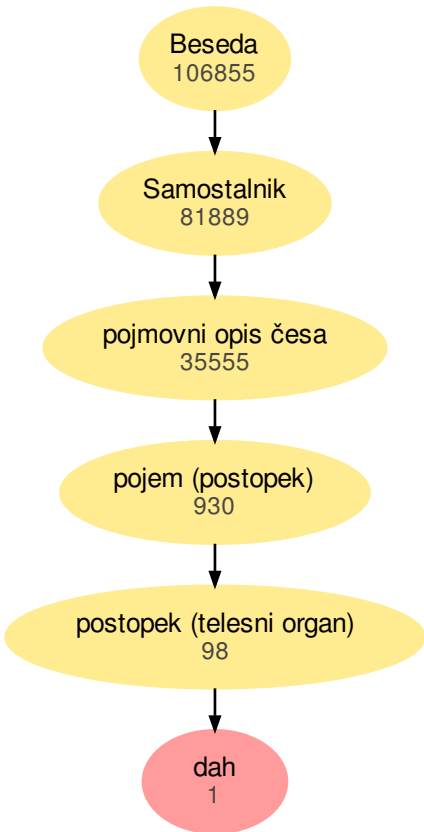 Beseda
106855
Samostalnik
81889
pojmovni opis česa
35555
pojem (postopek)
930
postopek (telesni organ)
98
dah
1